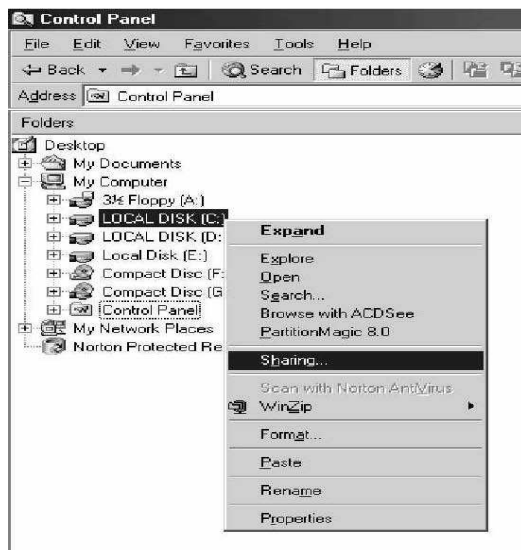 Control Panel
File Edit View Favorites Tools Help
Back Search Folders
Address Control Panel
Folders
Desktop
My Documents
My Computer
3½ Floppy (A:)
LOCAL DISK (C:)
LOCAL DISK (D:
Local Disk (E:)
Compact Disc (F:
Compact Disc (G
Control Panel
My Network Places
Norton Protected Re
Expand
Explore
Open
Search...
Browse with ACDSee
PartitionMagic 8.0
Sharing...
Scan with Norton AntiVirus
WinZip
Format...
Paste
Rename
Properties